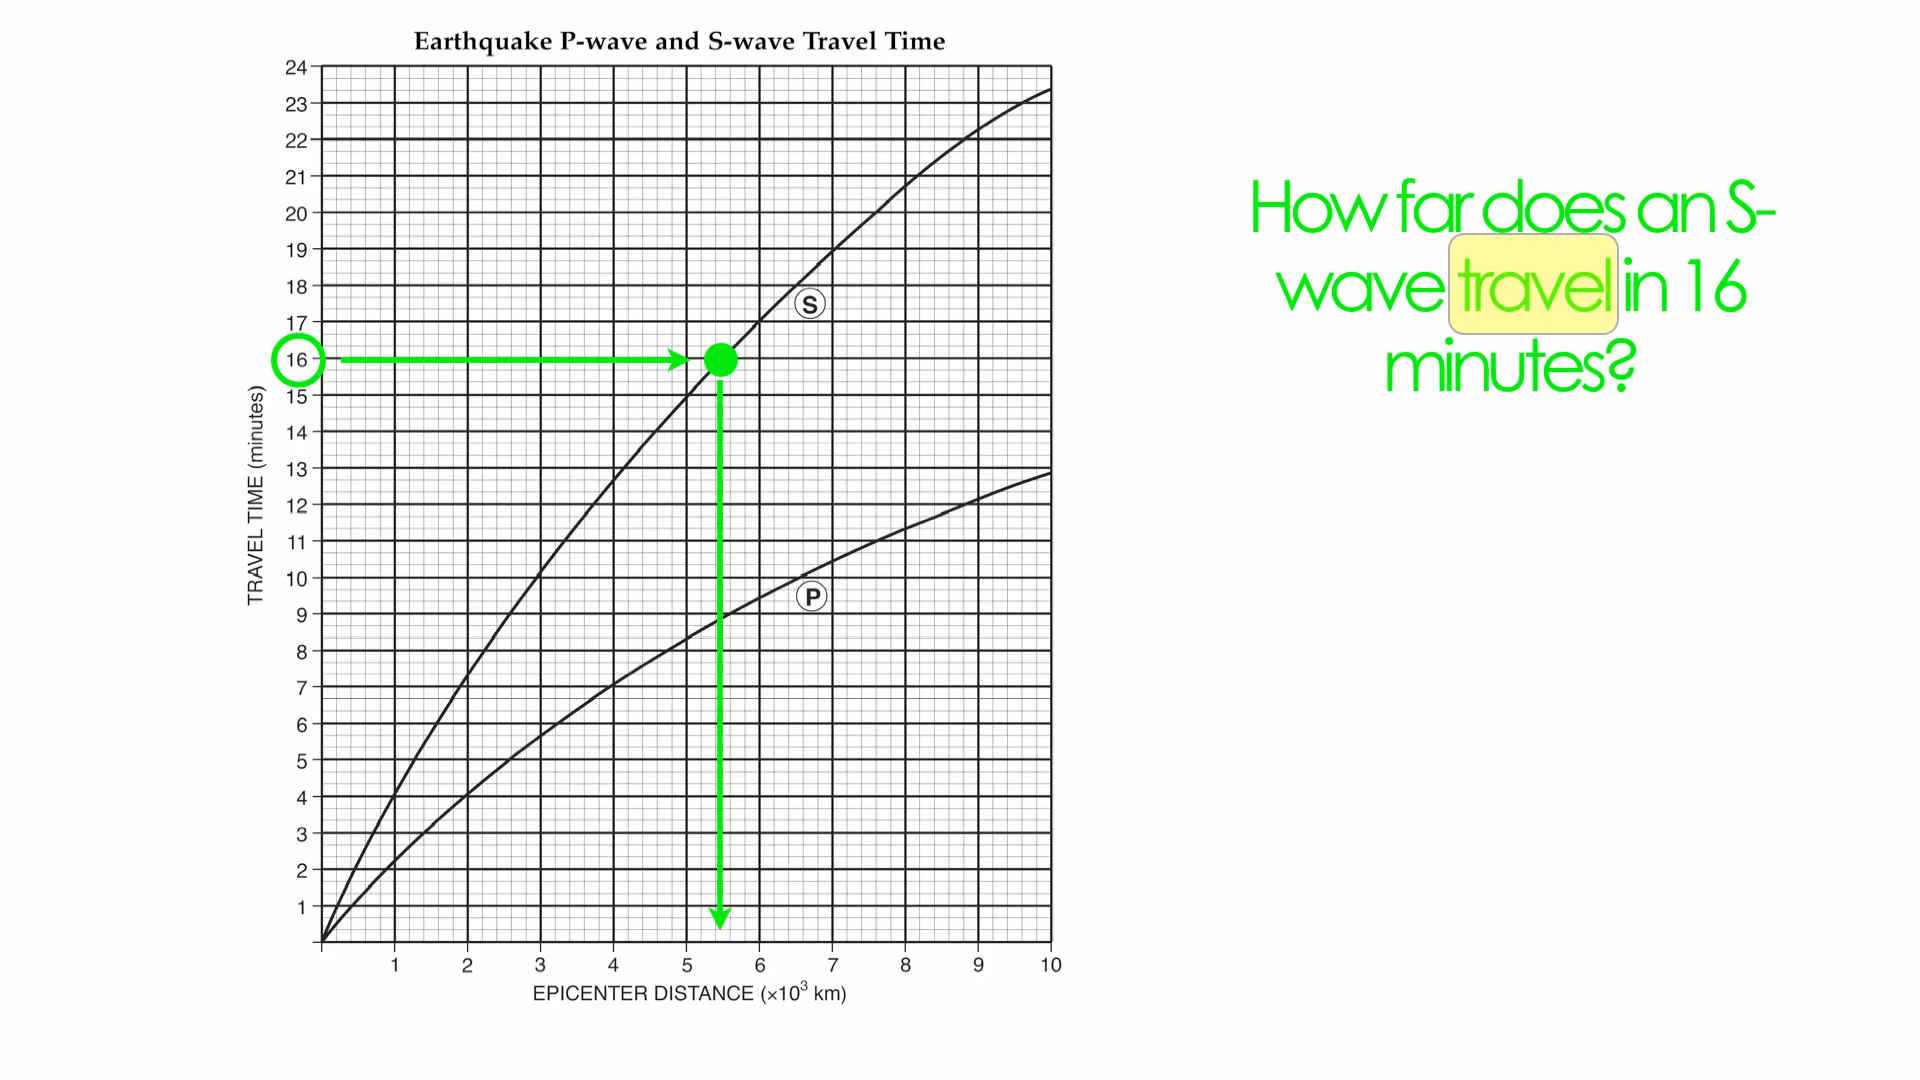 Earthquake P-wave and S-wave Travel Time
24
23
22
21
20
19
18
17
16
15
14
13
12
11
10
9
8
7
6
5
4
3
2
1
TRAVEL TIME (minutes)
S
P
1 2 3 4 5 6 7 8 9 10
EPICENTER DISTANCE (×10³ km)
How far does an S-
wave travel in 16
minutes?